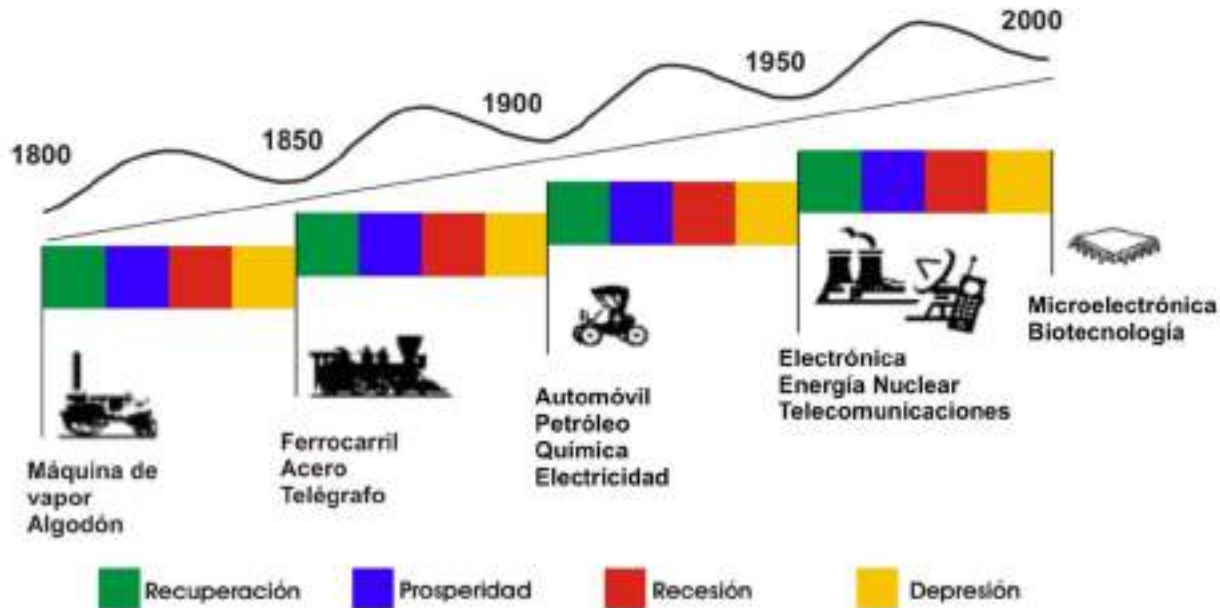 1800
1850
1900
1950
2000
Máquina de
vapor
Algodón
Ferrocarril
Acero
Telégrafo
Automóvil
Petróleo
Química
Electricidad
Electrónica
Energía Nuclear
Telecomunicaciones
Microelectrónica
Biotecnología
Recuperación
Prosperidad
Recesión
Depresión